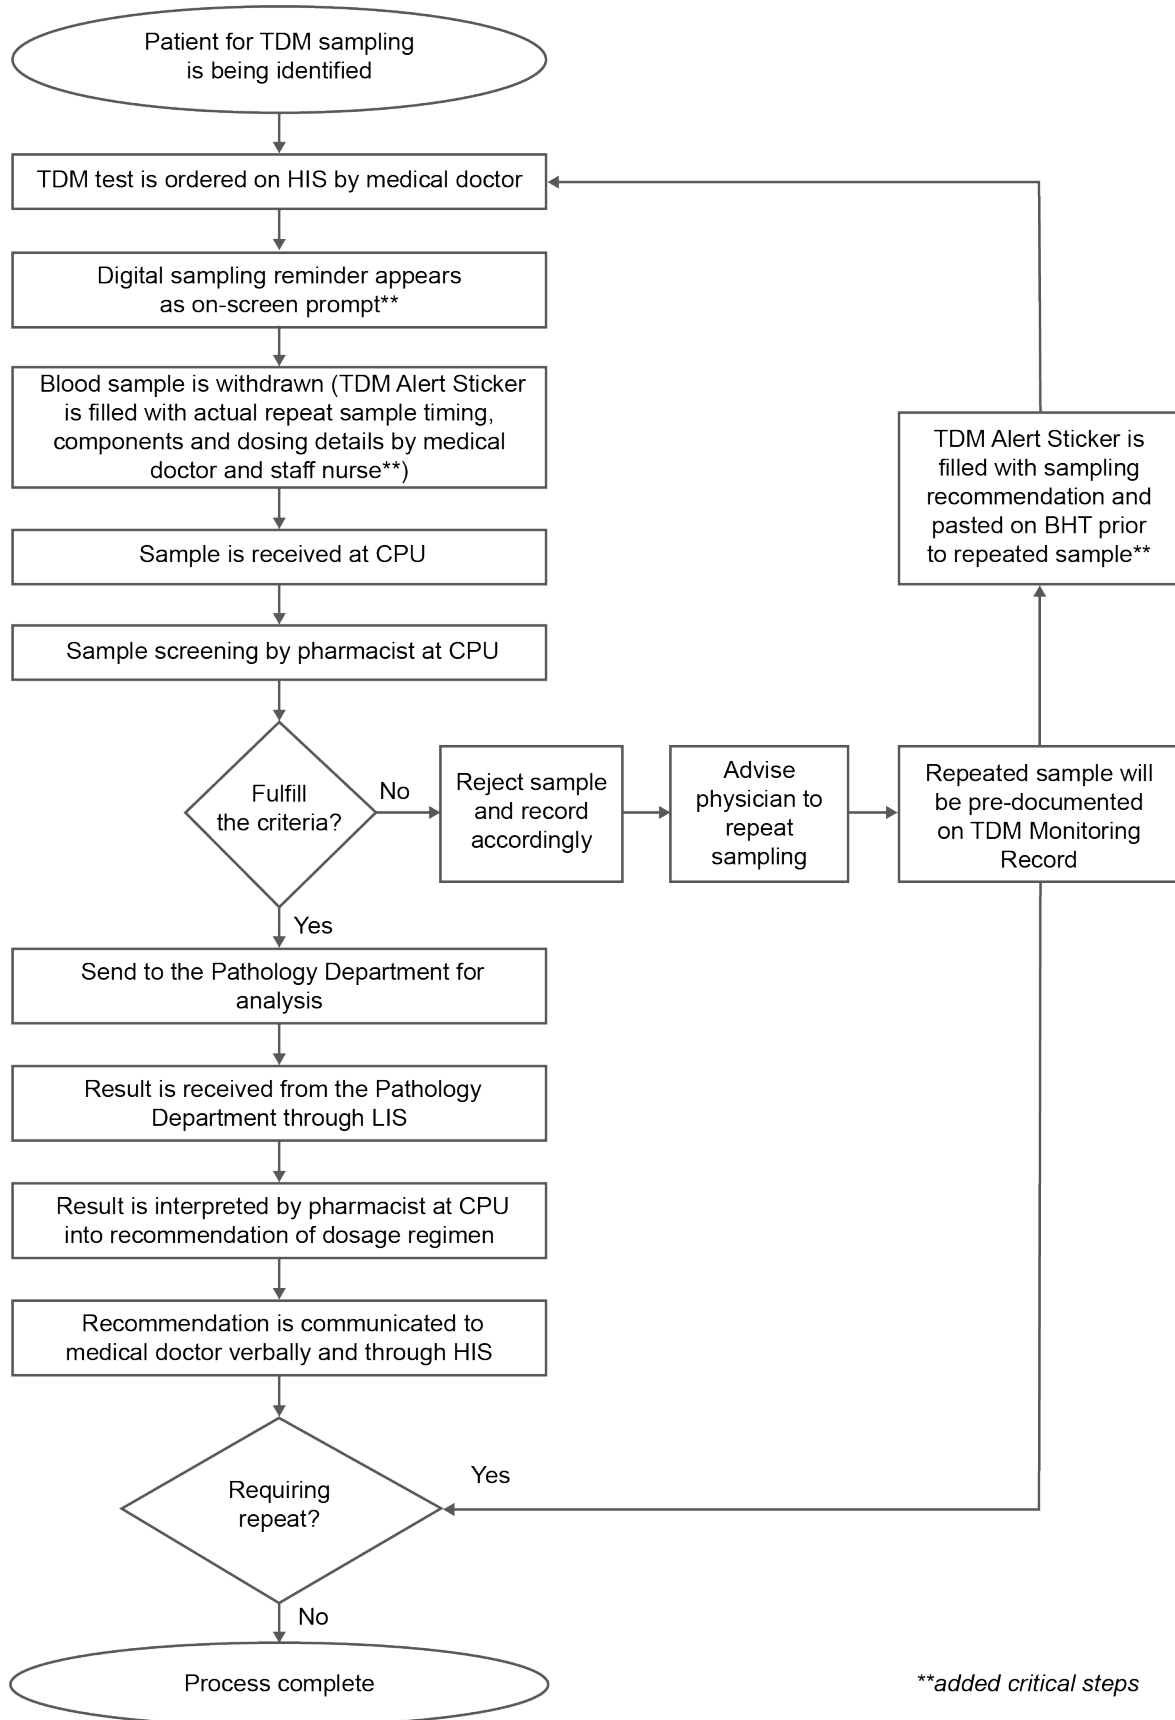 Patient for TDM sampling
is being identified
TDM test is ordered on HIS by medical doctor
Digital sampling reminder appears
as on-screen prompt**
Blood sample is withdrawn (TDM Alert Sticker
is filled with actual repeat sample timing,
components and dosing details by medical
doctor and staff nurse**)
TDM Alert Sticker is
filled with sampling
recommendation and
pasted on BHT prior
to repeated sample**
Sample is received at CPU
Sample screening by pharmacist at CPU
Fulfill
the criteria?
No
Reject sample
and record
accordingly
Advise
physician to
repeat
sampling
Repeated sample will
be pre-documented
on TDM Monitoring
Record
Yes
Send to the Pathology Department for
analysis
Result is received from the Pathology
Department through LIS
Result is interpreted by pharmacist at CPU
into recommendation of dosage regimen
Recommendation is communicated to
medical doctor verbally and through HIS
Requiring
repeat?
Yes
No
Process complete
**added critical steps